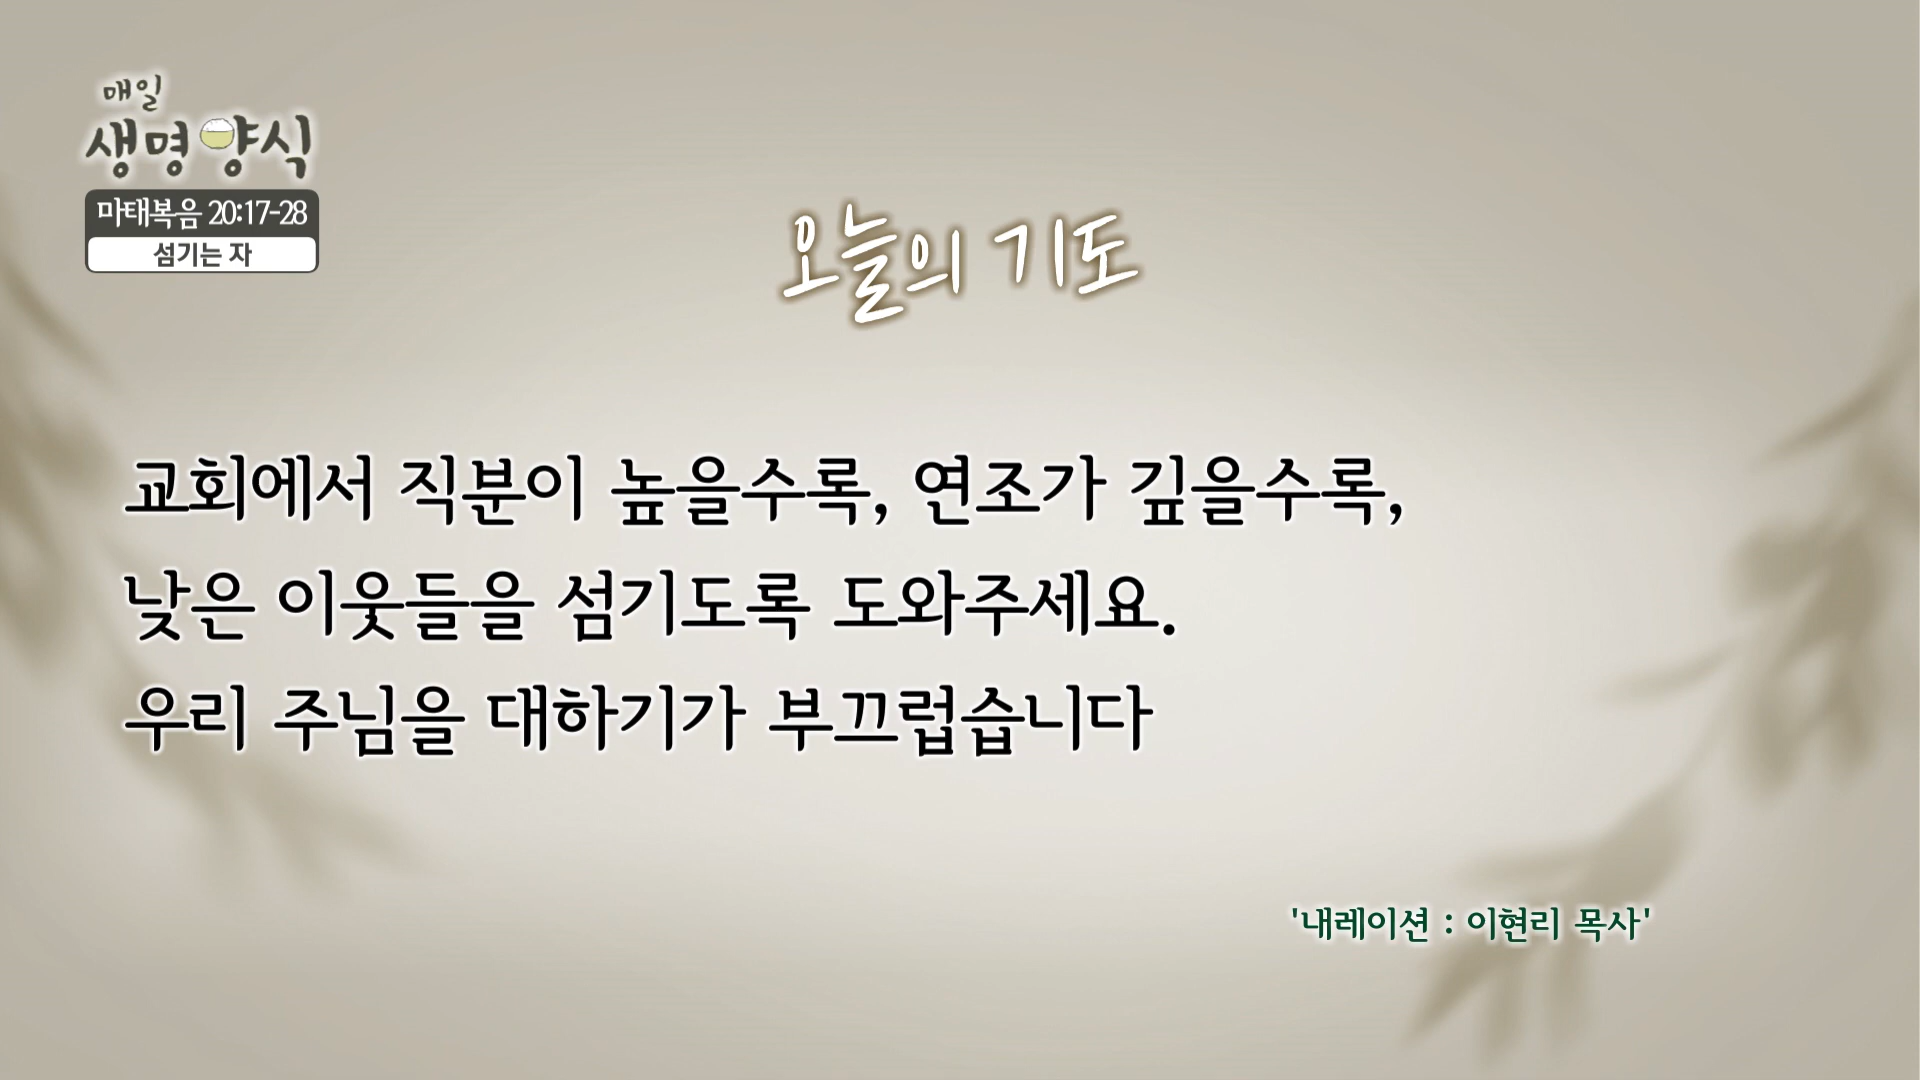 매일
생명양식
마태복음 20:17-28
섬기는 자
오늘의 기도
교회에서 직분이 높을수록, 연조가 깊을수록,
낮은 이웃들을 섬기도록 도와주세요.
우리 주님을 대하기가 부끄럽습니다
'내레이션 : 이현리 목사'